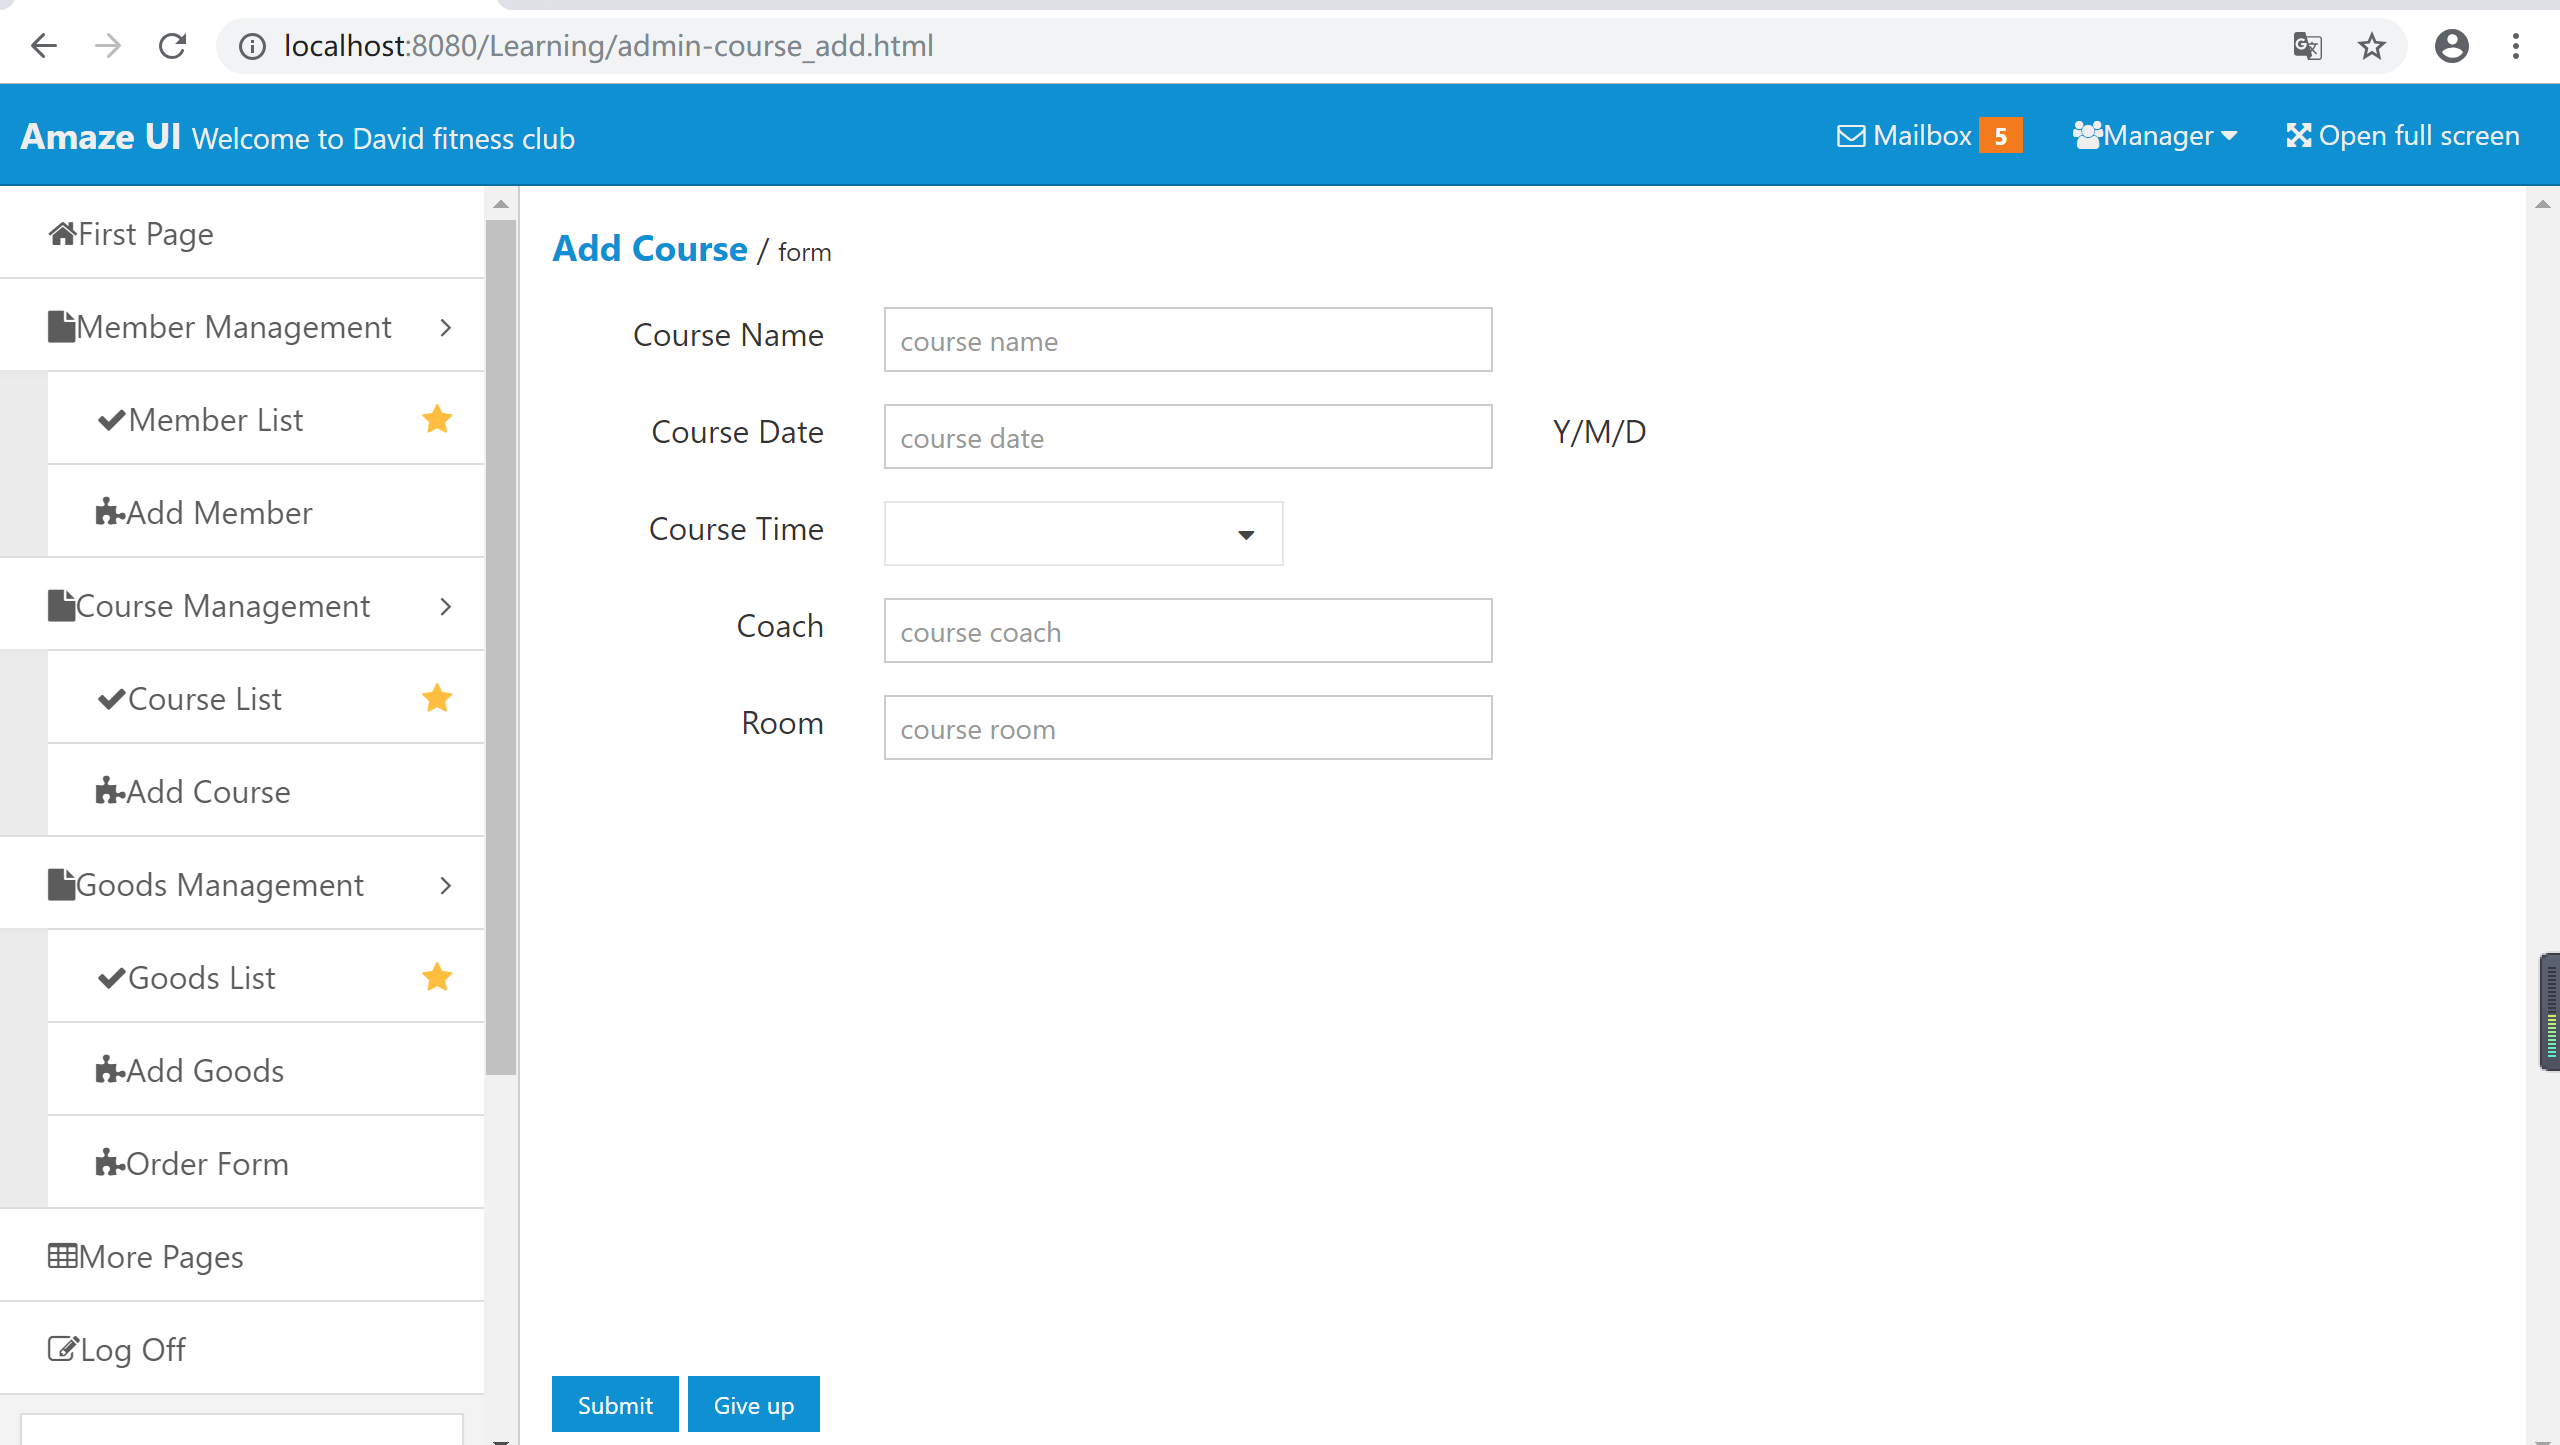 localhost:8080/Learning/admin-course_add.html
Amaze UI Welcome to David fitness club
Mailbox 5
Manager
Open full screen
First Page
Member Management
Member List
Add Member
Course Management
Course List
Add Course
Goods Management
Goods List
Add Goods
Order Form
More Pages
Log Off
Add Course / form
Course Name
course name
Course Date
course date
Y/M/D
Course Time
Coach
course coach
Room
course room
Submit
Give up